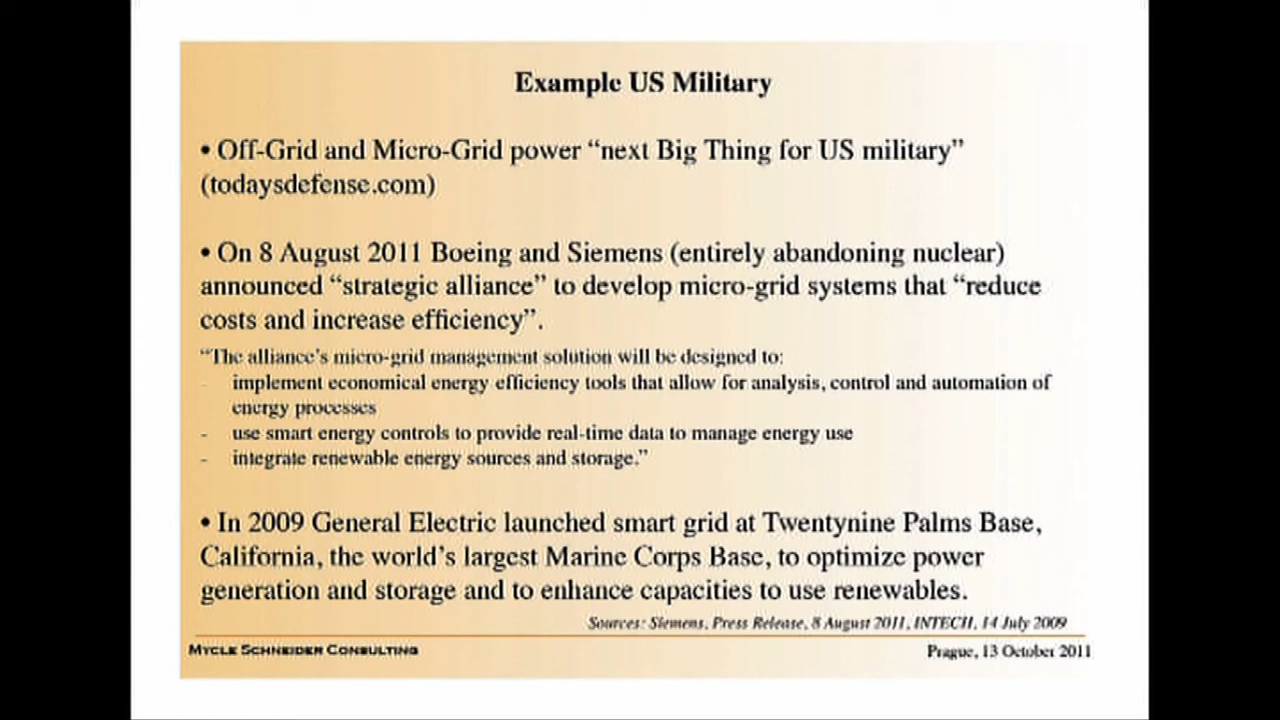 Example US Military
• Off-Grid and Micro-Grid power “next Big Thing for US military”
(todaysdefense.com)
• On 8 August 2011 Boeing and Siemens (entirely abandoning nuclear)
announced “strategic alliance” to develop micro-grid systems that “reduce
costs and increase efficiency”.
“The alliance’s micro-grid management solution will be designed to:
- implement economical energy efficiency tools that allow for analysis, control and automation of
energy processes
- use smart energy controls to provide real-time data to manage energy use
- integrate renewable energy sources and storage.”
• In 2009 General Electric launched smart grid at Twentynine Palms Base,
California, the world’s largest Marine Corps Base, to optimize power
generation and storage and to enhance capacities to use renewables.
Sources: Siemens, Press Release, 8 August 2011, INTECH, 14 July 2009
MYCLE SCHNEIDER CONSULTING
Prague, 13 October 2011